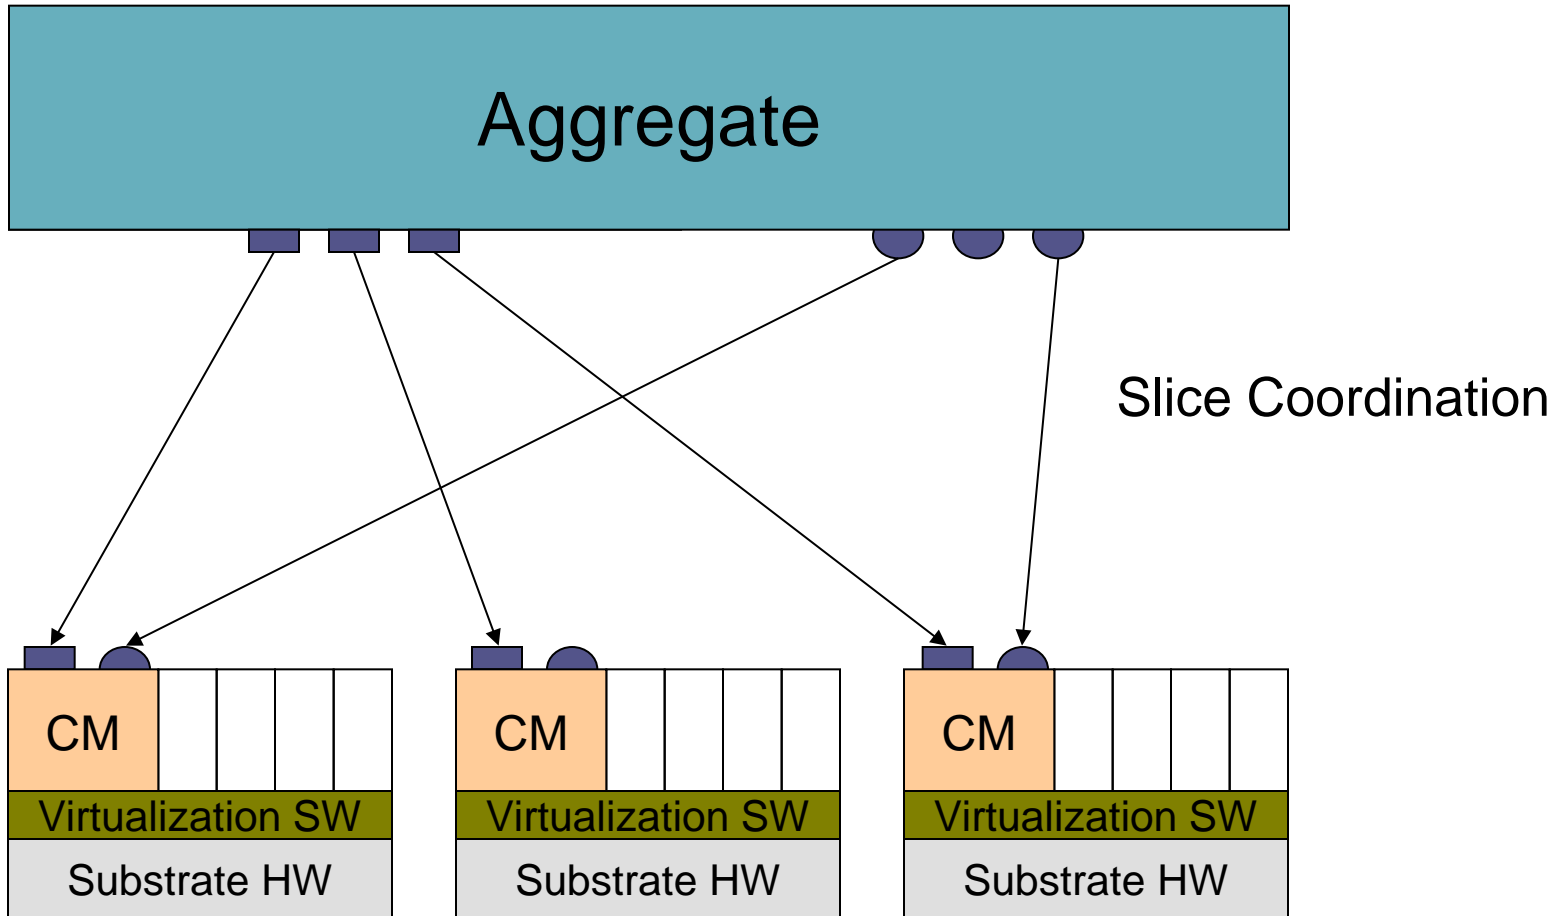 Aggregate
Slice Coordination
CM
CM
CM
Virtualization SW
Virtualization SW
Virtualization SW
Substrate HW
Substrate HW
Substrate HW